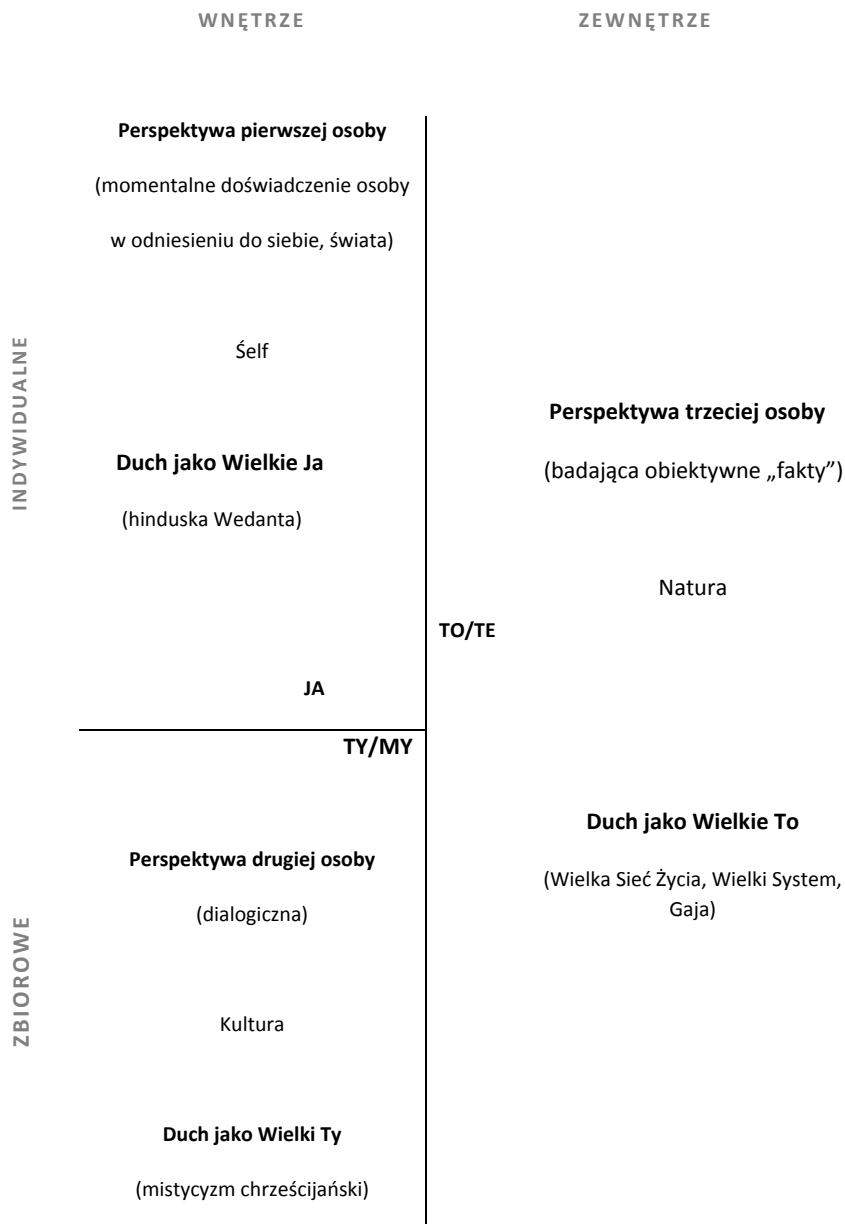 WNĘTRZE
ZEWNĘTRZE
INDYWIDUALNE
Perspektywa pierwszej osoby
(momentalne doświadczenie osoby
w odniesieniu do siebie, świata)
Śelf
Duch jako Wielkie Ja
(hinduska Wedanta)
JA
TY/MY
ZBIOROWE
Perspektywa drugiej osoby
(dialogiczna)
Kultura
Duch jako Wielki Ty
(mistycyzm chrześcijański)
Perspektywa trzeciej osoby
(badająca obiektywne „fakty”)
Natura
TO/TE
Duch jako Wielkie To
(Wielka Sieć Życia, Wielki System,
Gaja)